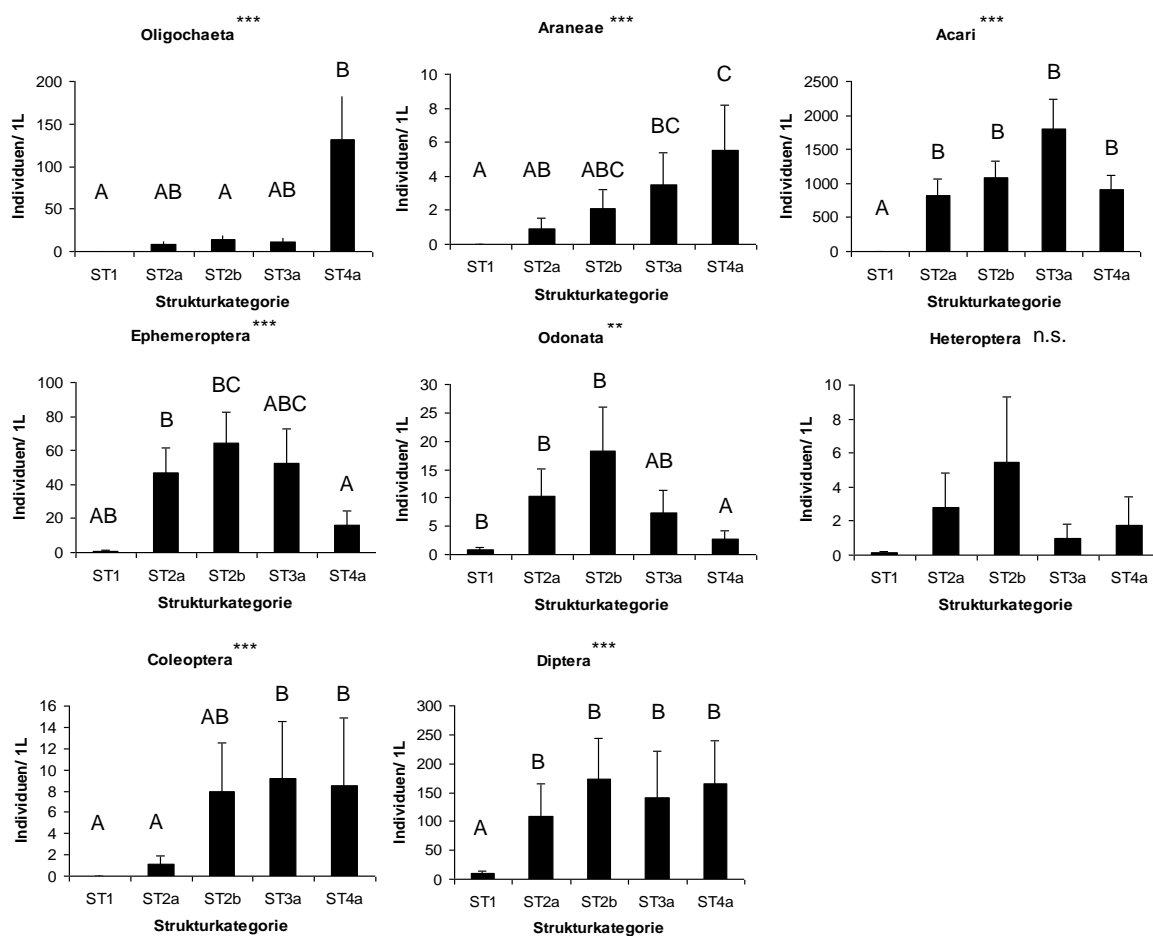 Oligochaeta ***
Individuen/ 1L
200
150
100
50
0
A AB A AB B
ST1 ST2a ST2b ST3a ST4a
Strukturkategorie
Araneae ***
Individuen/ 1L
10
8
6
4
2
0
A AB ABC BC C
ST1 ST2a ST2b ST3a ST4a
Strukturkategorie
Acari ***
Individuen/ 1L
2500
2000
1500
1000
500
0
A B B B B
ST1 ST2a ST2b ST3a ST4a
Strukturkategorie
Ephemeroptera ***
Individuen/ 1L
100
80
60
40
20
0
AB B BC ABC A
ST1 ST2a ST2b ST3a ST4a
Strukturkategorie
Odonata **
Individuen/ 1L
30
25
20
15
10
5
0
B B B AB A
ST1 ST2a ST2b ST3a ST4a
Strukturkategorie
Heteroptera n.s.
Individuen/ 1L
10
8
6
4
2
0
ST1 ST2a ST2b ST3a ST4a
Strukturkategorie
Coleoptera ***
Individuen/ 1L
16
14
12
10
8
6
4
2
0
A A AB B B
ST1 ST2a ST2b ST3a ST4a
Strukturkategorie
Diptera ***
Individuen/ 1L
300
250
200
150
100
50
0
A B B B B
ST1 ST2a ST2b ST3a ST4a
Strukturkategorie